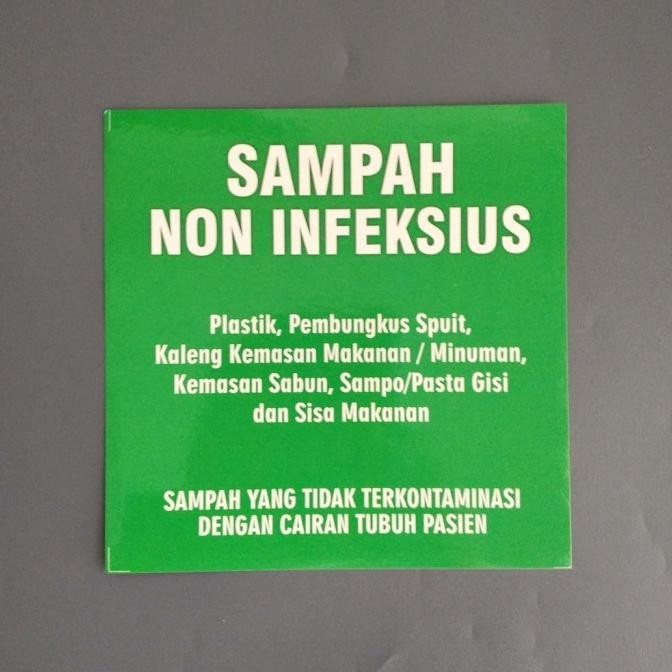 SAMPAH
NON INFEKSIUS
Plastik, Pembungkus Spuit,
Kaleng Kemasan Makanan / Minuman,
Kemasan Sabun, Sampo/Pasta Gisi
dan Sisa Makanan
SAMPAH YANG TIDAK TERKONTAMINASI
DENGAN CAIRAN TUBUH PASIEN